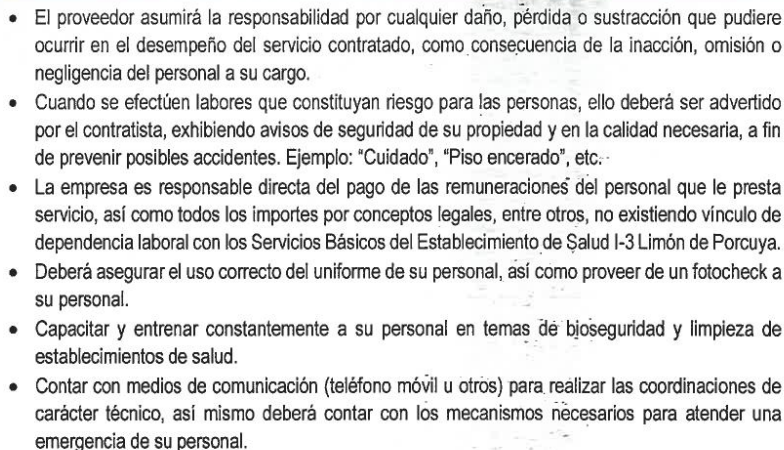 • El proveedor asumirá la responsabilidad por cualquier daño, pérdida o sustracción que pudiere
ocurrir en el desempeño del servicio contratado, como consecuencia de la inacción, omisión o
negligencia del personal a su cargo.
• Cuando se efectúen labores que constituyan riesgo para las personas, ello deberá ser advertido
por el contratista, exhibiendo avisos de seguridad de su propiedad y en la calidad necesaria, a fin
de prevenir posibles accidentes. Ejemplo: "Cuidado", "Piso encerado", etc.
• La empresa es responsable directa del pago de las remuneraciones del personal que le presta
servicio, así como todos los importes por conceptos legales, entre otros, no existiendo vínculo de
dependencia laboral con los Servicios Básicos del Establecimiento de Salud I-3 Limón de Porcuya.
• Deberá asegurar el uso correcto del uniforme de su personal, así como proveer de un fotocheck a
su personal.
• Capacitar y entrenar constantemente a su personal en temas de bioseguridad y limpieza de
establecimientos de salud.
• Contar con medios de comunicación (teléfono móvil u otros) para realizar las coordinaciones de
carácter técnico, así mismo deberá contar con los mecanismos necesarios para atender una
emergencia de su personal.